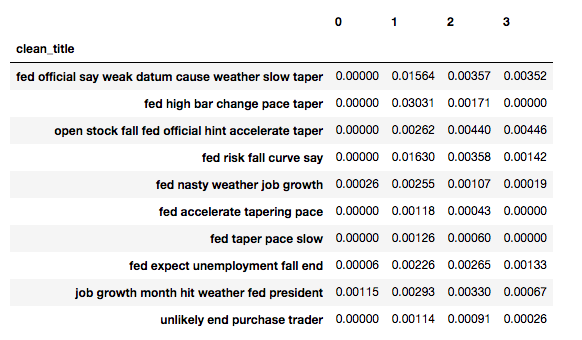 0 1 2 3
clean_title
fed official say weak datum cause weather slow taper 0.00000 0.01564 0.00357 0.00352
fed high bar change pace taper 0.00000 0.03031 0.00171 0.00000
open stock fall fed official hint accelerate taper 0.00000 0.00262 0.00440 0.00446
fed risk fall curve say 0.00000 0.01630 0.00358 0.00142
fed nasty weather job growth 0.00026 0.00255 0.00107 0.00019
fed accelerate tapering pace 0.00000 0.00118 0.00043 0.00000
fed taper pace slow 0.00000 0.00126 0.00060 0.00000
fed expect unemployment fall end 0.00006 0.00226 0.00265 0.00133
job growth month hit weather fed president 0.00115 0.00293 0.00330 0.00067
unlikely end purchase trader 0.00000 0.00114 0.00091 0.00026